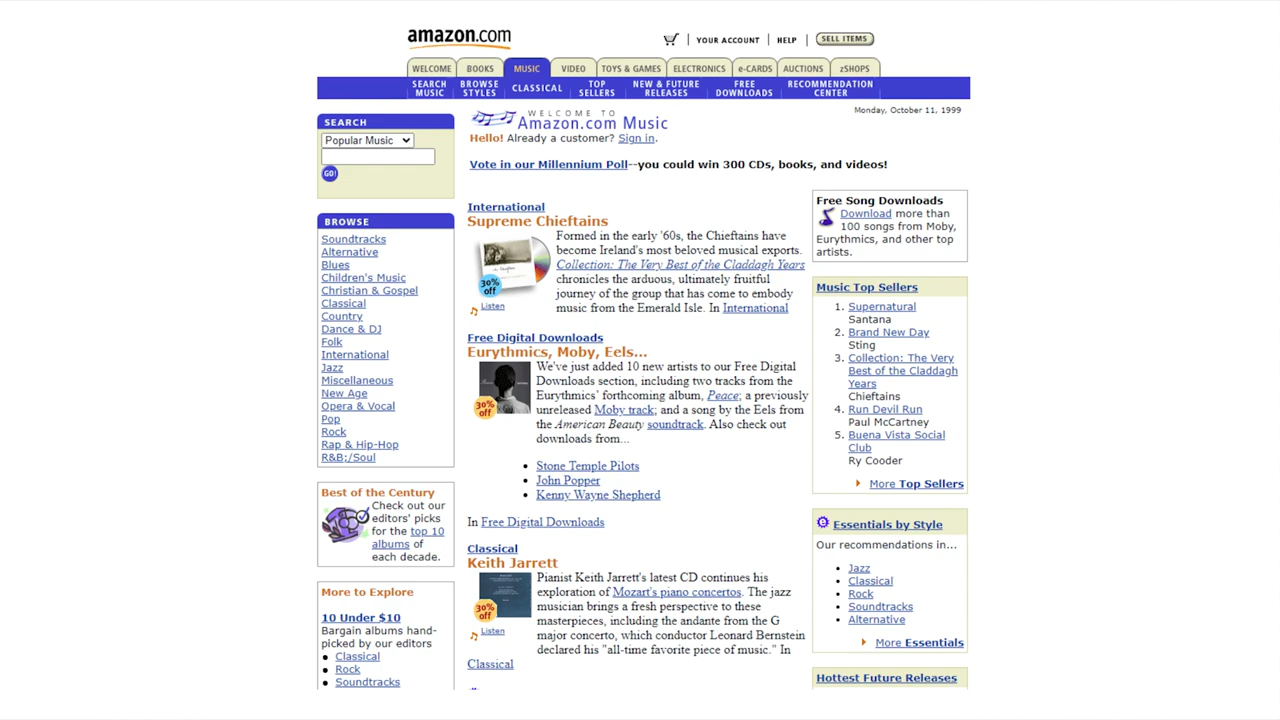 amazon.com
YOUR ACCOUNT
HELP
SELL ITEMS
WELCOME
BOOKS
MUSIC
VIDEO
TOYS & GAMES
ELECTRONICS
e-CARDS
AUCTIONS
zSHOPS
SEARCH MUSIC
BROWSE STYLES
CLASSICAL
TOP SELLERS
NEW & FUTURE RELEASES
FREE DOWNLOADS
RECOMMENDATION CENTER
Monday, October 11, 1999
SEARCH
Popular Music
GO!
BROWSE
Soundtracks
Alternative
Blues
Children's Music
Christian & Gospel
Classical
Country
Dance & DJ
Folk
International
Jazz
Miscellaneous
New Age
Opera & Vocal
Pop
Rock
Rap & Hip-Hop
R&B;/Soul
Best of the Century
Check out our
editors' picks
for the top 10
albums of
each decade.
More to Explore
10 Under $10
Bargain albums hand-
picked by our editors
Classical
Rock
Soundtracks
WELCOME TO
Amazon.com Music
Hello! Already a customer? Sign in.
Vote in our Millennium Poll--you could win 300 CDs, books, and videos!
International
Supreme Chieftains
30% off
Listen
Formed in the early '60s, the Chieftains have
become Ireland's most beloved musical exports.
Collection: The Very Best of the Claddagh Years
chronicles the arduous, ultimately fruitful
journey of the group that has come to embody
music from the Emerald Isle. In International
Free Digital Downloads
Eurythmics, Moby, Eels...
30% off
We've just added 10 new artists to our Free Digital
Downloads section, including two tracks from the
Eurythmics' forthcoming album, Peace; a previously
unreleased Moby track; and a song by the Eels from
the American Beauty soundtrack. Also check out
downloads from...
Stone Temple Pilots
John Popper
Kenny Wayne Shepherd
In Free Digital Downloads
Classical
Keith Jarrett
30% off
Listen
Pianist Keith Jarrett's latest CD continues his
exploration of Mozart's piano concertos. The jazz
musician brings a fresh perspective to these
masterpieces, including the andante from the G
major concerto, which conductor Leonard Bernstein
declared his "all-time favorite piece of music." In
Classical
Free Song Downloads
Download more than
100 songs from Moby,
Eurythmics, and other top
artists.
Music Top Sellers
1. Supernatural
Santana
2. Brand New Day
Sting
3. Collection: The Very
Best of the Claddagh
Years
Chieftains
4. Run Devil Run
Paul McCartney
5. Buena Vista Social
Club
Ry Cooder
More Top Sellers
Essentials by Style
Our recommendations in...
Jazz
Classical
Rock
Soundtracks
Alternative
More Essentials
Hottest Future Releases